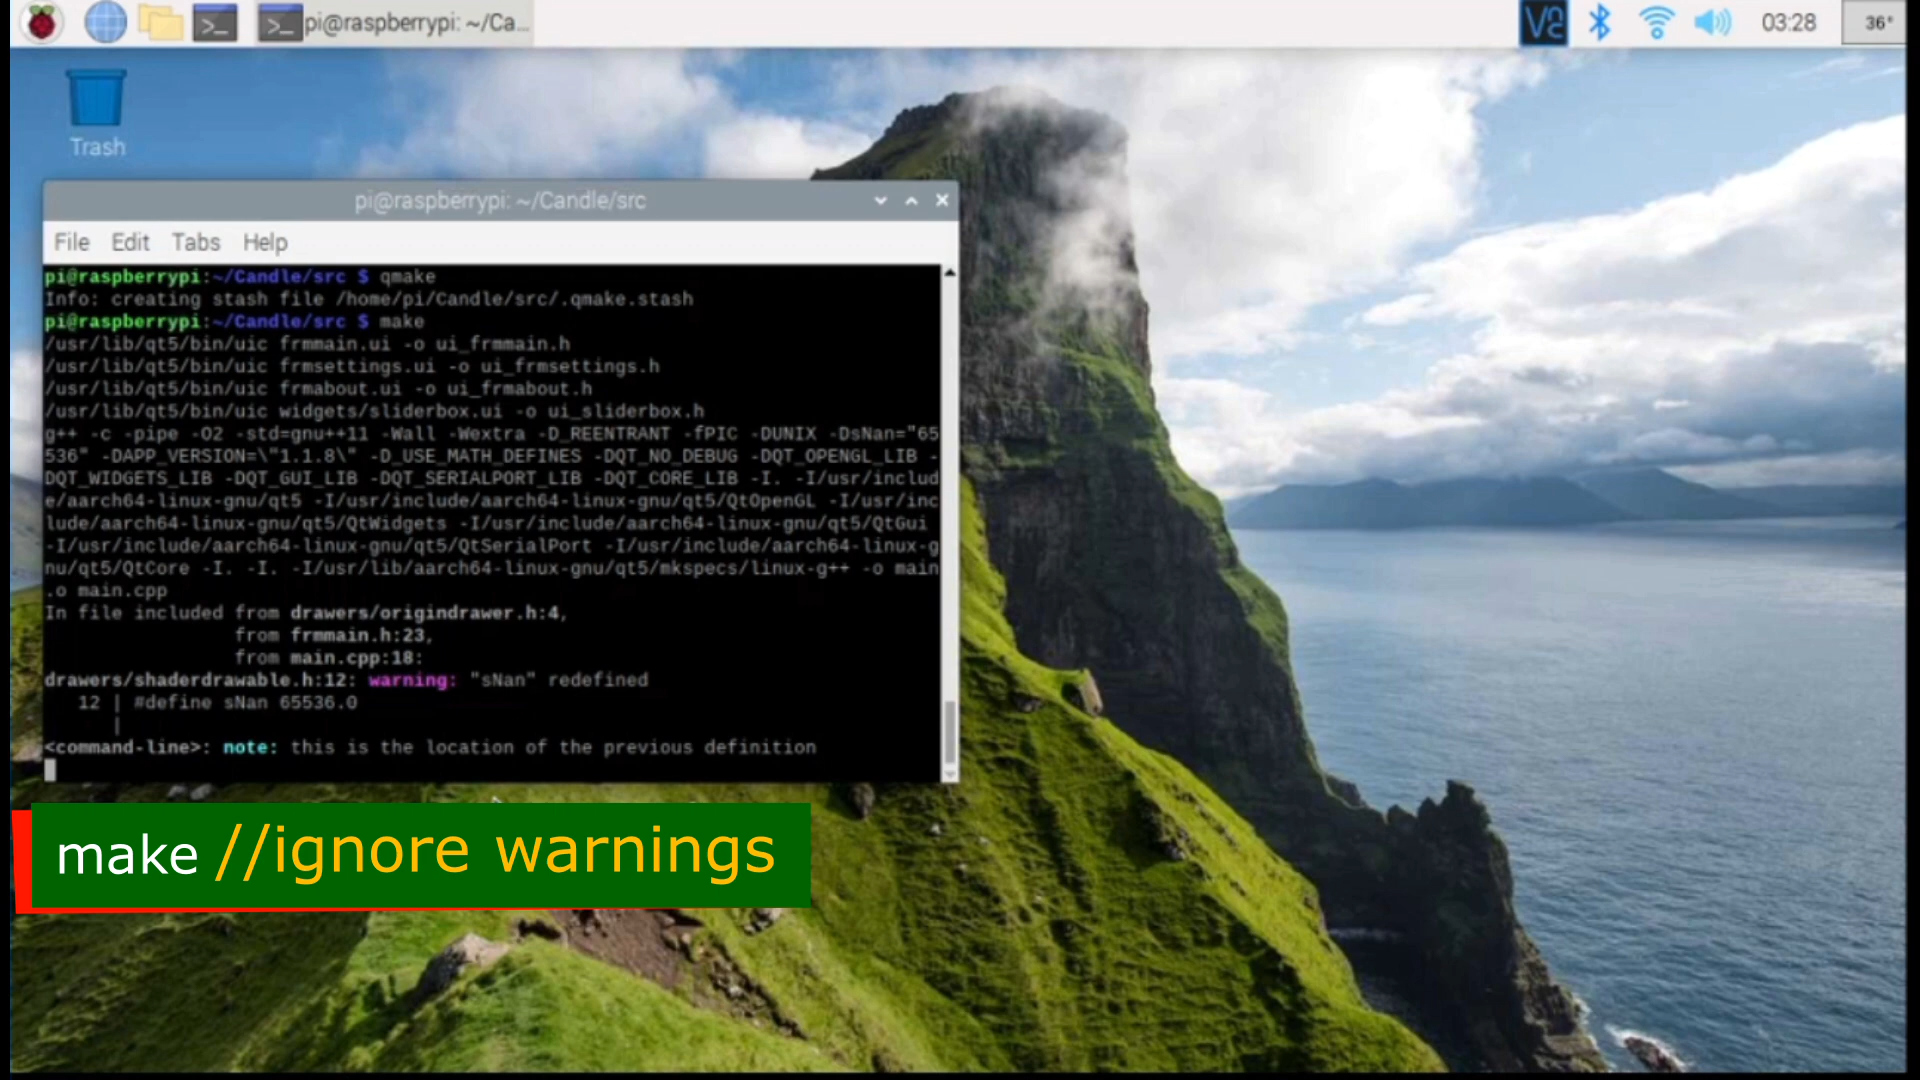 pi@raspberrypi: ~/Ca...
03:28
36°
Trash
pi@raspberrypi: ~/Candle/src
File Edit Tabs Help
pi@raspberrypi:~/Candle/src $ qmake
Info: creating stash file /home/pi/Candle/src/.qmake.stash
pi@raspberrypi:~/Candle/src $ make
/usr/lib/qt5/bin/uic frmmain.ui -o ui_frmmain.h
/usr/lib/qt5/bin/uic frmsettings.ui -o ui_frmsettings.h
/usr/lib/qt5/bin/uic frmabout.ui -o ui_frmabout.h
/usr/lib/qt5/bin/uic widgets/sliderbox.ui -o ui_sliderbox.h
g++ -c -pipe -O2 -std=gnu++11 -Wall -Wextra -D_REENTRANT -fPIC -DUNIX -DsNan="65
536" -DAPP_VERSION=\"1.1.8\" -D_USE_MATH_DEFINES -DQT_NO_DEBUG -DQT_OPENGL_LIB -
DQT_WIDGETS_LIB -DQT_GUI_LIB -DQT_SERIALPORT_LIB -DQT_CORE_LIB -I. -I/usr/includ
e/aarch64-linux-gnu/qt5 -I/usr/include/aarch64-linux-gnu/qt5/QtOpenGL -I/usr/inc
lude/aarch64-linux-gnu/qt5/QtWidgets -I/usr/include/aarch64-linux-gnu/qt5/QtGui
-I/usr/include/aarch64-linux-gnu/qt5/QtSerialPort -I/usr/include/aarch64-linux-g
nu/qt5/QtCore -I. -I. -I/usr/lib/aarch64-linux-gnu/qt5/mkspecs/linux-g++ -o main
.o main.cpp
In file included from drawers/origindrawer.h:4,
from frmmain.h:23,
from main.cpp:18:
drawers/shaderdrawable.h:12: warning: "sNan" redefined
12 | #define sNan 65536.0
|
<command-line>: note: this is the location of the previous definition
make //ignore warnings